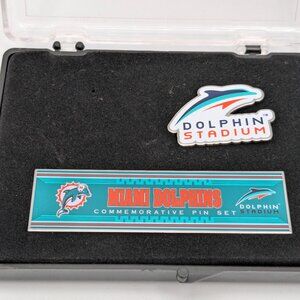 DOLPHIN
STADIUM
MIAMI DOLPHINS
COMMEMORATIVE PIN SET
DOLPHIN
STADIUM